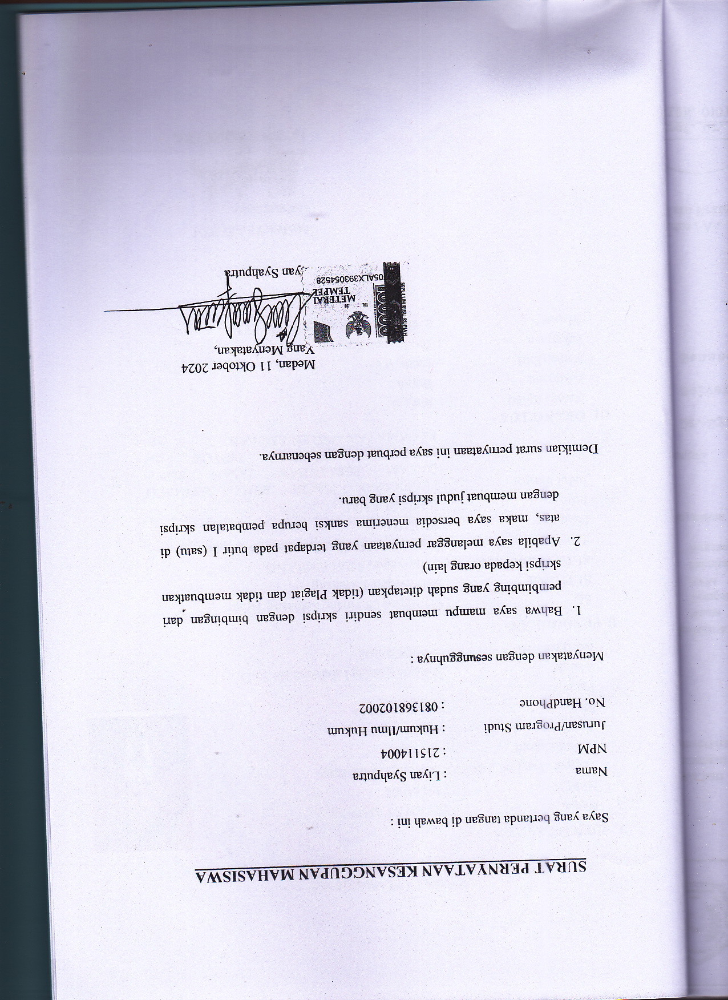 SURAT PERNYATAAN KESANGGUPAN MAHASISWA
Saya yang bertanda tangan di bawah ini :
Nama : Liyan Syahputra
NPM : 215114004
Jurusan/Program Studi : Hukum/Ilmu Hukum
No. HandPhone : 081368102002
Menyatakan dengan sesungguhnya :
1. Bahwa saya mampu membuat sendiri skripsi dengan bimbingan dari
pembimbing yang sudah ditetapkan (tidak Plagiat dan tidak membuatkan
skripsi kepada orang lain)
2. Apabila saya melanggar pernyataan yang terdapat pada butir 1 (satu) di
atas, maka saya bersedia menerima sanksi berupa pembatalan skripsi
dengan membuat judul skripsi yang baru.
Demikian surat pernyataan ini saya perbuat dengan sebenarnya.
Medan, 11 Oktober 2024
Yang Menyatakan,
SEPULUH RIBU RUPIAH
10000
METERAI
TEMPEL
05ALX393054528
yan Syahputra